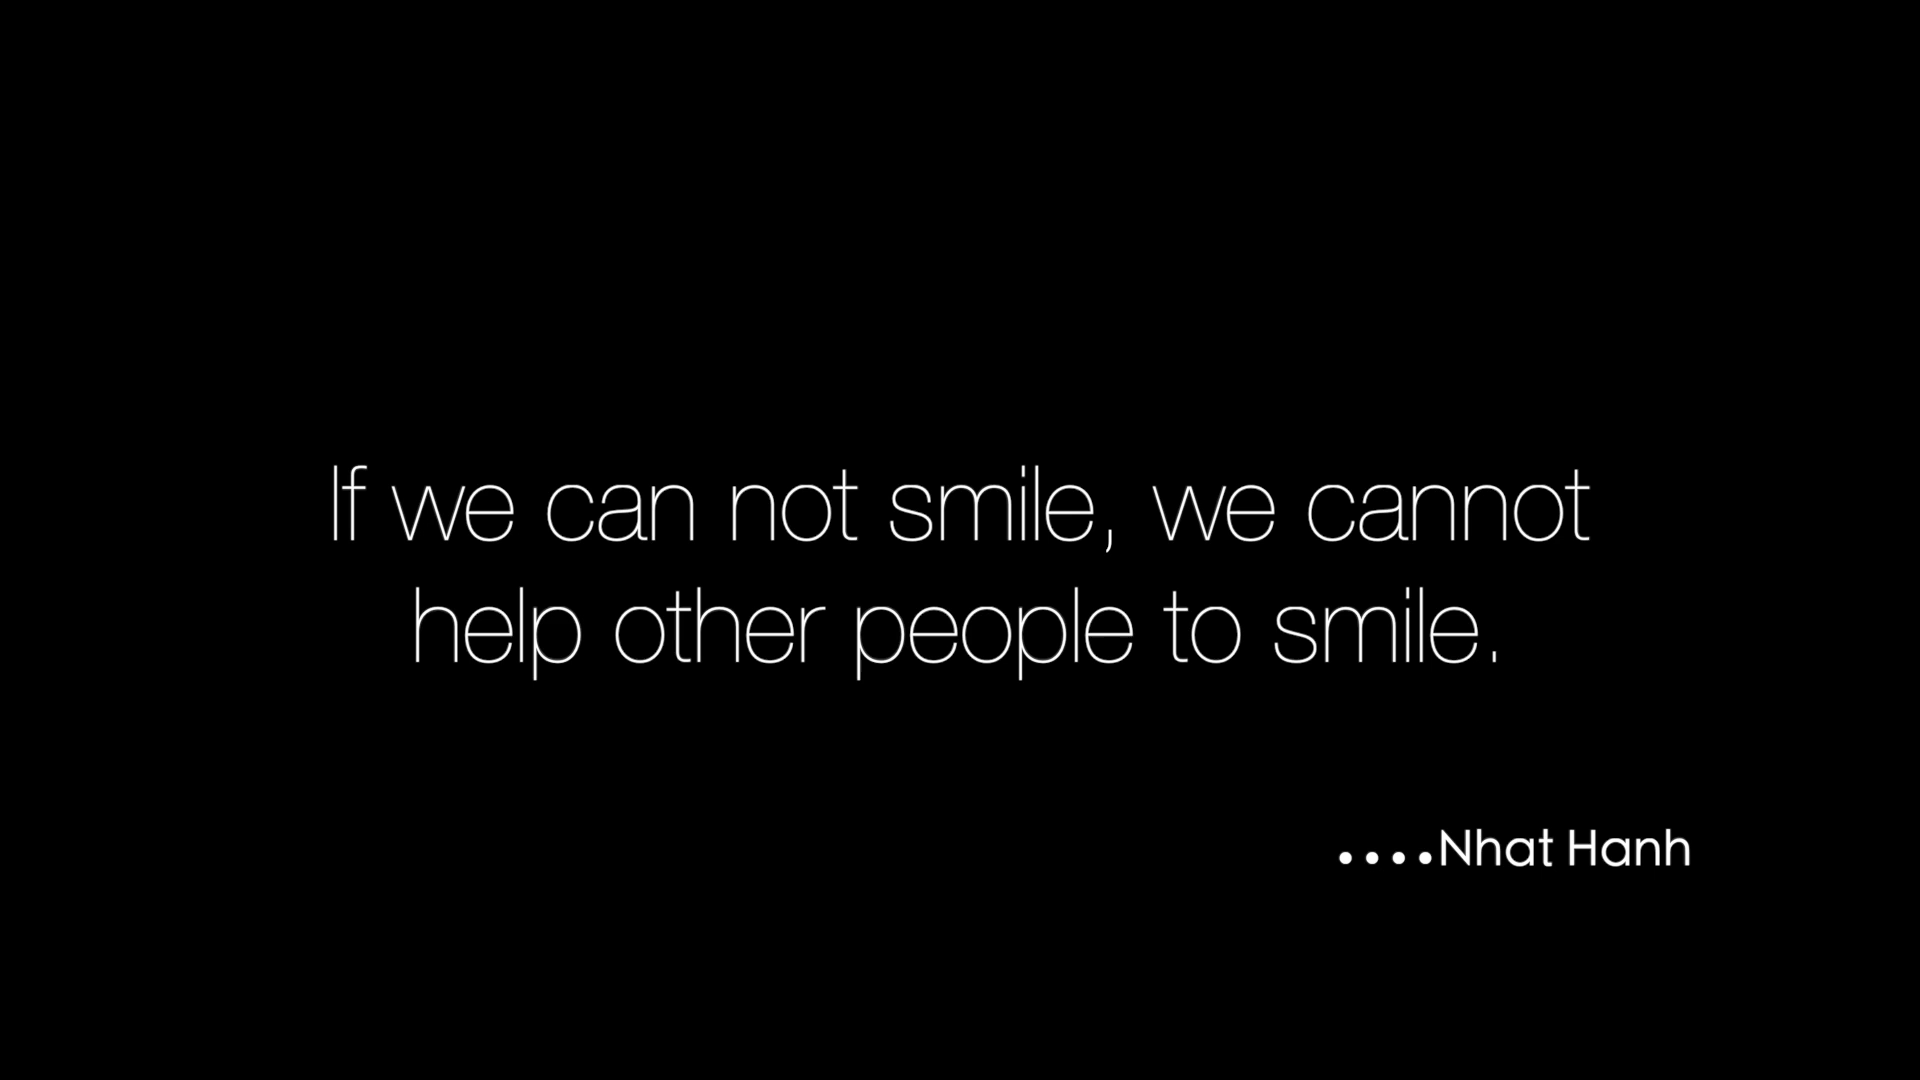 If we can not smile, we cannot
help other people to smile.
....Nhat Hanh